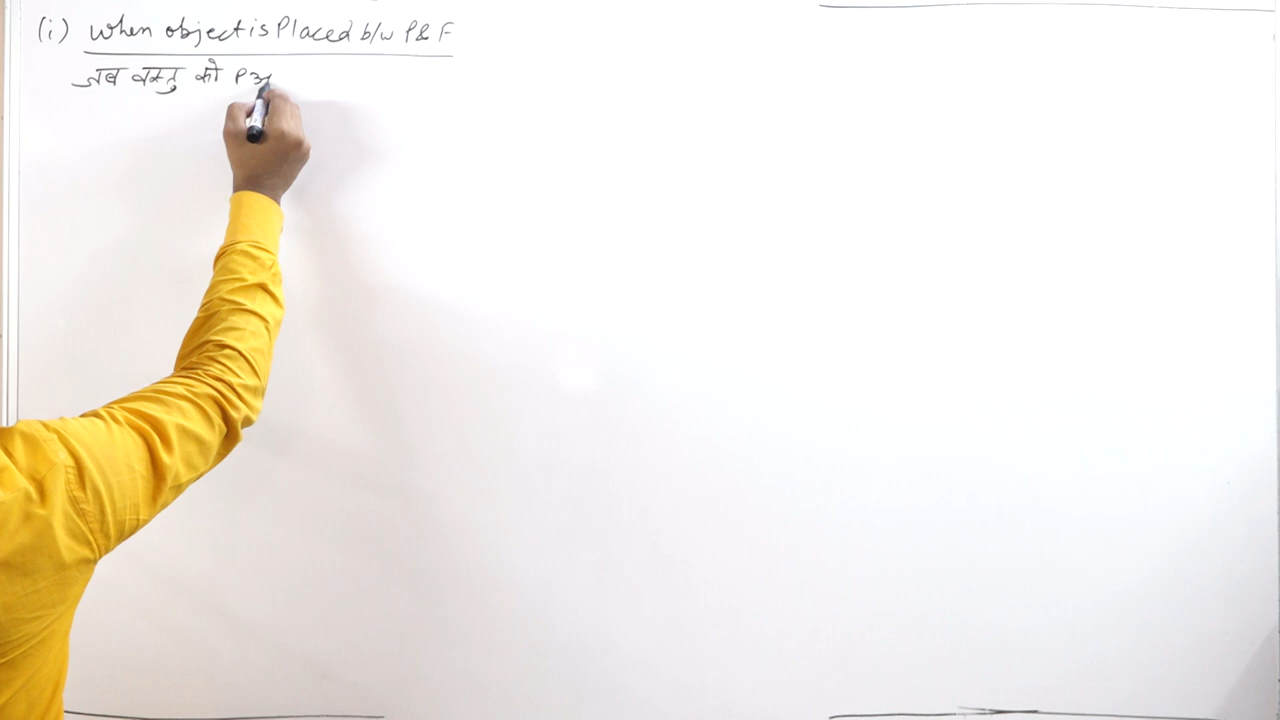 (i) When object is Placed b/w P & F
जब वस्तु को P अ